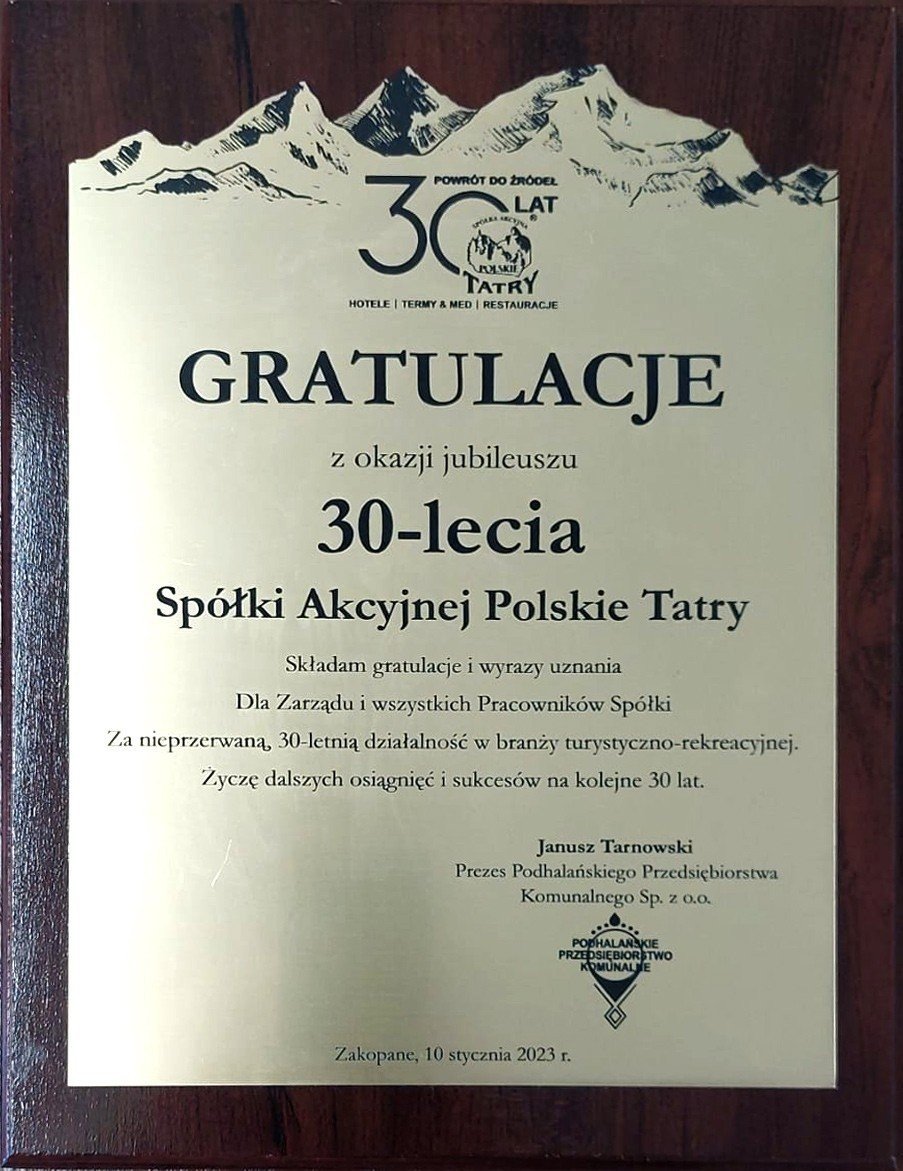 POWRÓT DO ŹRÓDEŁ
30 LAT
®
SPÓŁKA AKCYJNA
POLSKIE
TATRY
HOTELE | TERMY & MED | RESTAURACJE
GRATULACJE
z okazji jubileuszu
30-lecia
Spółki Akcyjnej Polskie Tatry
Składam gratulacje i wyrazy uznania
Dla Zarządu i wszystkich Pracowników Spółki
Za nieprzerwaną, 30-letnią działalność w branży turystyczno-rekreacyjnej.
Życzę dalszych osiągnięć i sukcesów na kolejne 30 lat.
Janusz Tarnowski
Prezes Podhalańskiego Przedsiębiorstwa
Komunalnego Sp. z o.o.
PODHALAŃSKIE
PRZEDSIĘBIORSTWO
KOMUNALNE
Zakopane, 10 stycznia 2023 r.